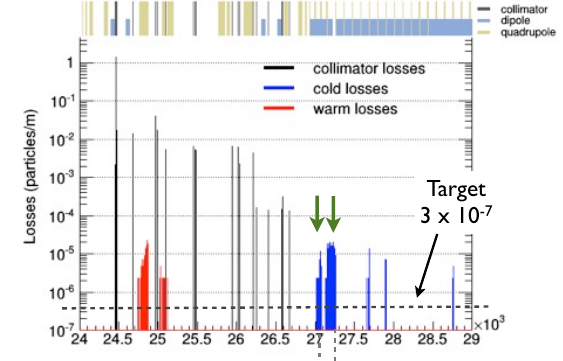 collimator
dipole
quadrupole
collimator losses
cold losses
warm losses
Losses (particles/m)
1
10-1
10-2
10-3
10-4
10-5
10-6
10-7
Target
3 x 10-7
24 24.5 25 25.5 26 26.5 27 27.5 28 28.5 29
×10³